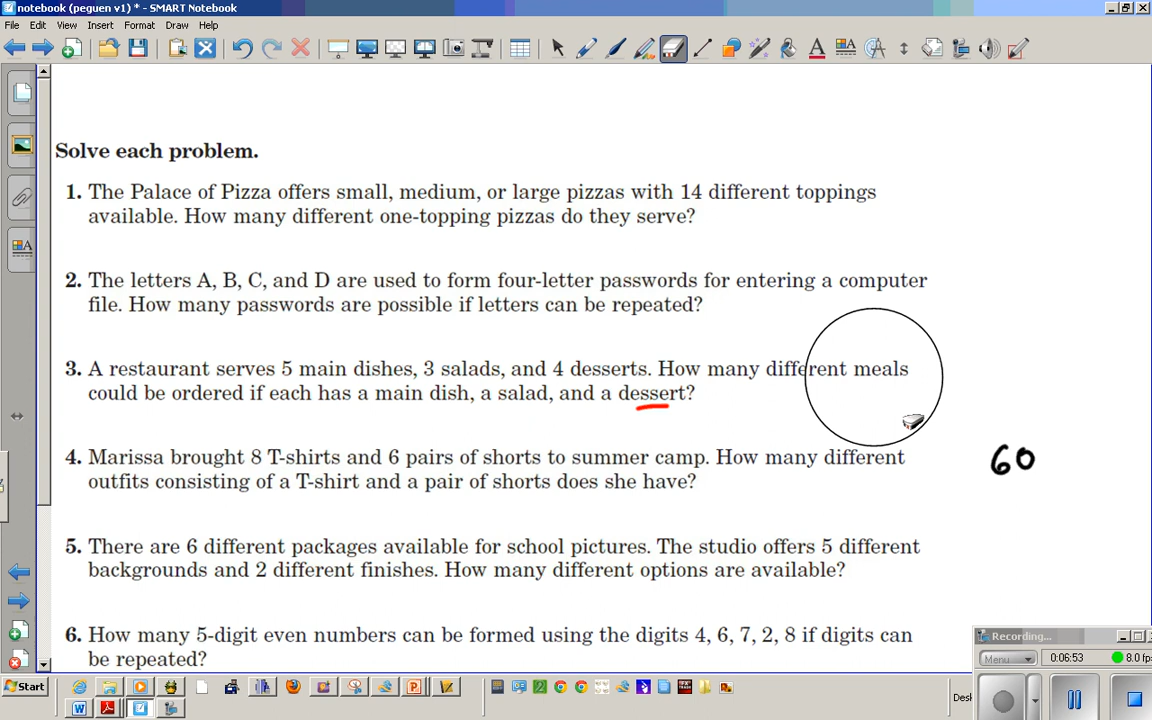 notebook (peguen v1) * - SMART Notebook
File Edit View Insert Format Draw Help
Solve each problem.
1. The Palace of Pizza offers small, medium, or large pizzas with 14 different toppings
available. How many different one-topping pizzas do they serve?
2. The letters A, B, C, and D are used to form four-letter passwords for entering a computer
file. How many passwords are possible if letters can be repeated?
3. A restaurant serves 5 main dishes, 3 salads, and 4 desserts. How many different meals
could be ordered if each has a main dish, a salad, and a dessert?
4. Marissa brought 8 T-shirts and 6 pairs of shorts to summer camp. How many different
outfits consisting of a T-shirt and a pair of shorts does she have?
60
5. There are 6 different packages available for school pictures. The studio offers 5 different
backgrounds and 2 different finishes. How many different options are available?
6. How many 5-digit even numbers can be formed using the digits 4, 6, 7, 2, 8 if digits can
be repeated?
Recording...
Menu 0:06:53 8.0 f
Start Desk